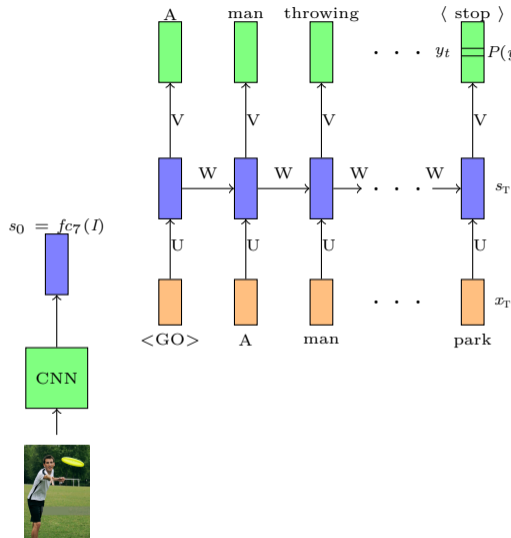 A man throwing ⟨ stop ⟩
· · · y_t P(y
V V V V
W W W W
· · · s_T
s_0 = fc_7(I)
U U U U
· · · x_T
<GO> A man park
CNN